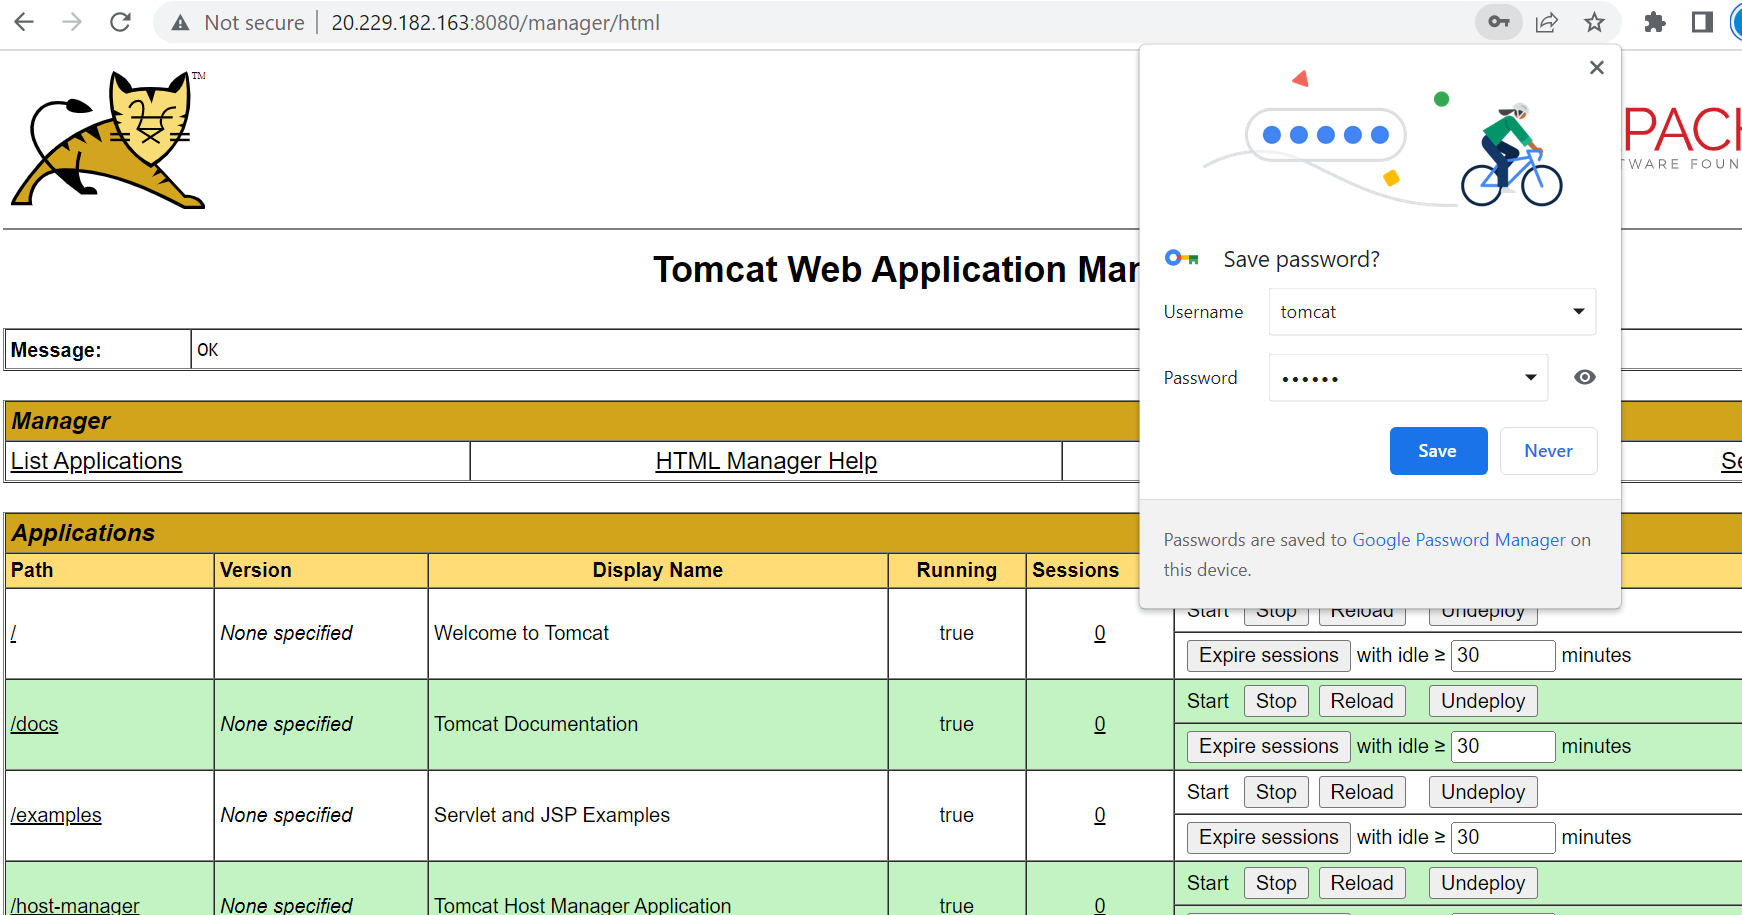 Not secure | 20.229.182.163:8080/manager/html
TM
Save password?
Username tomcat
Password ••••••
Save Never
Passwords are saved to Google Password Manager on
this device.
Tomcat Web Application
Message: OK
Manager
List Applications HTML Manager Help
Applications
Path Version Display Name Running Sessions
/ None specified Welcome to Tomcat true 0 Start Stop Reload Undeploy
Expire sessions with idle ≥ 30 minutes
/docs None specified Tomcat Documentation true 0 Start Stop Reload Undeploy
Expire sessions with idle ≥ 30 minutes
/examples None specified Servlet and JSP Examples true 0 Start Stop Reload Undeploy
Expire sessions with idle ≥ 30 minutes
/host-manager None specified Tomcat Host Manager Application true 0 Start Stop Reload Undeploy